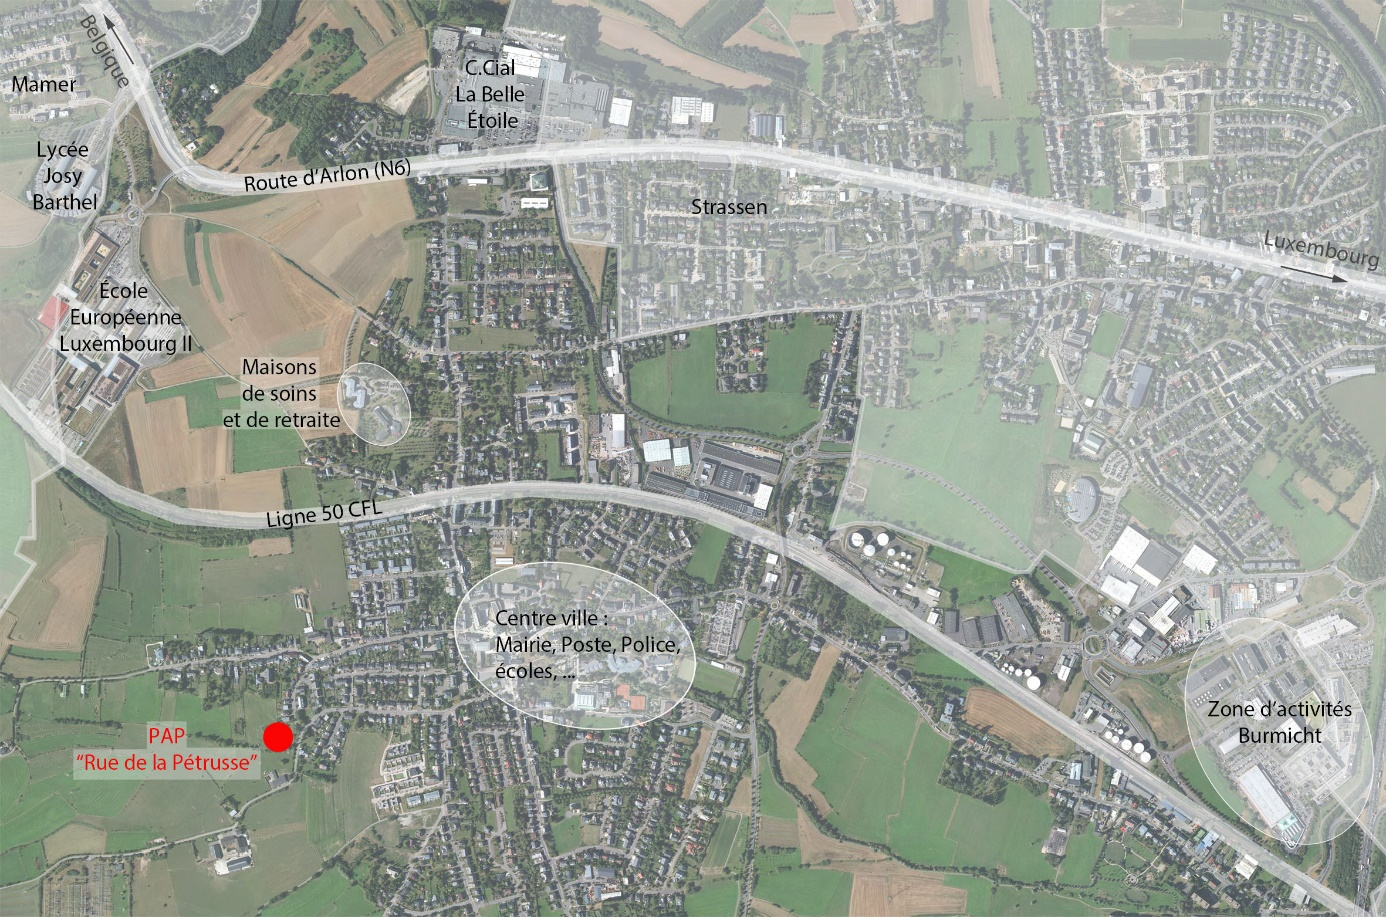 Belgique
Mamer
C.Cial
La Belle
Étoile
Lycée
Josy
Barthel
Route d'Arlon (N6)
Strassen
Luxembourg
École
Européenne
Luxembourg II
Maisons
de soins
et de retraite
Ligne 50 CFL
Centre ville :
Mairie, Poste, Police,
écoles, ...
Zone d'activités
Burmicht
PAP
“Rue de la Pétrusse”